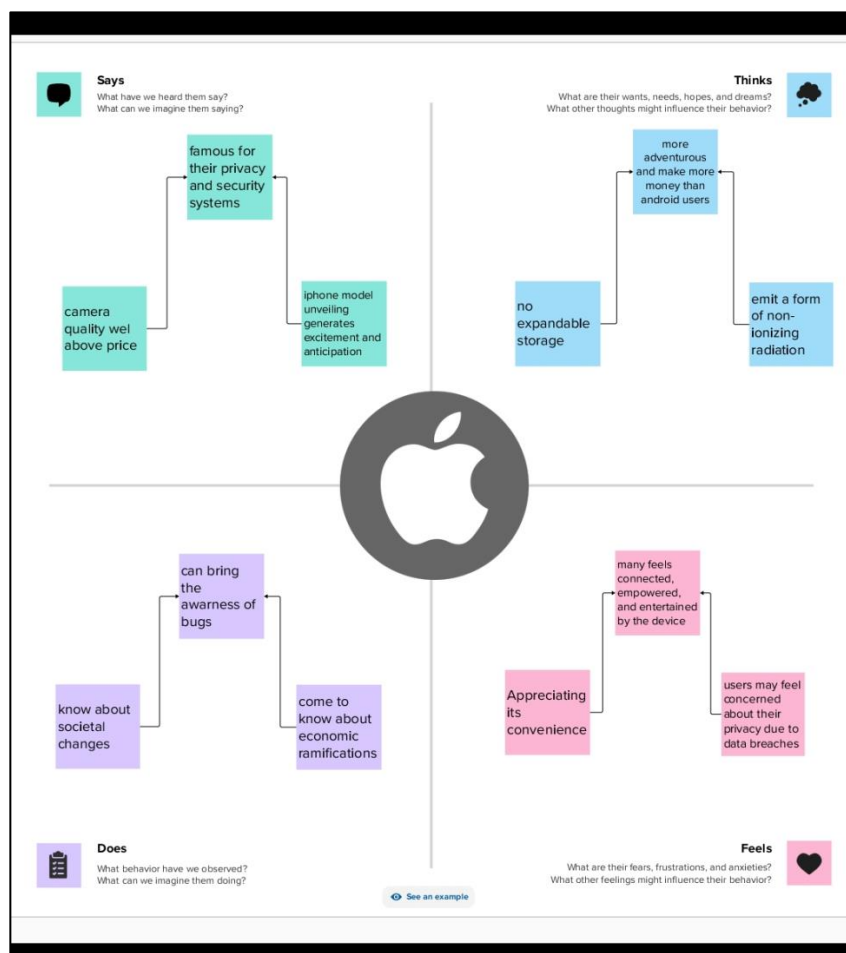 Says
What have we heard them say?
What can we imagine them saying?
Thinks
What are their wants, needs, hopes, and dreams?
What other thoughts might influence their behavior?
famous for
their privacy
and security
systems
camera
quality wel
above price
iphone model
unveiling
generates
excitement and
anticipation
more
adventurous
and make more
money than
android users
no
expandable
storage
emit a form
of non-
ionizing
radiation
can bring
the
awarness of
bugs
know about
societal
changes
come to
know about
economic
ramifications
many feels
connected,
empowered,
and entertained
by the device
Appreciating
its
convenience
users may feel
concerned
about their
privacy due to
data breaches
Does
What behavior have we observed?
What can we imagine them doing?
Feels
What are their fears, frustrations, and anxieties?
What other feelings might influence their behavior?
See an example